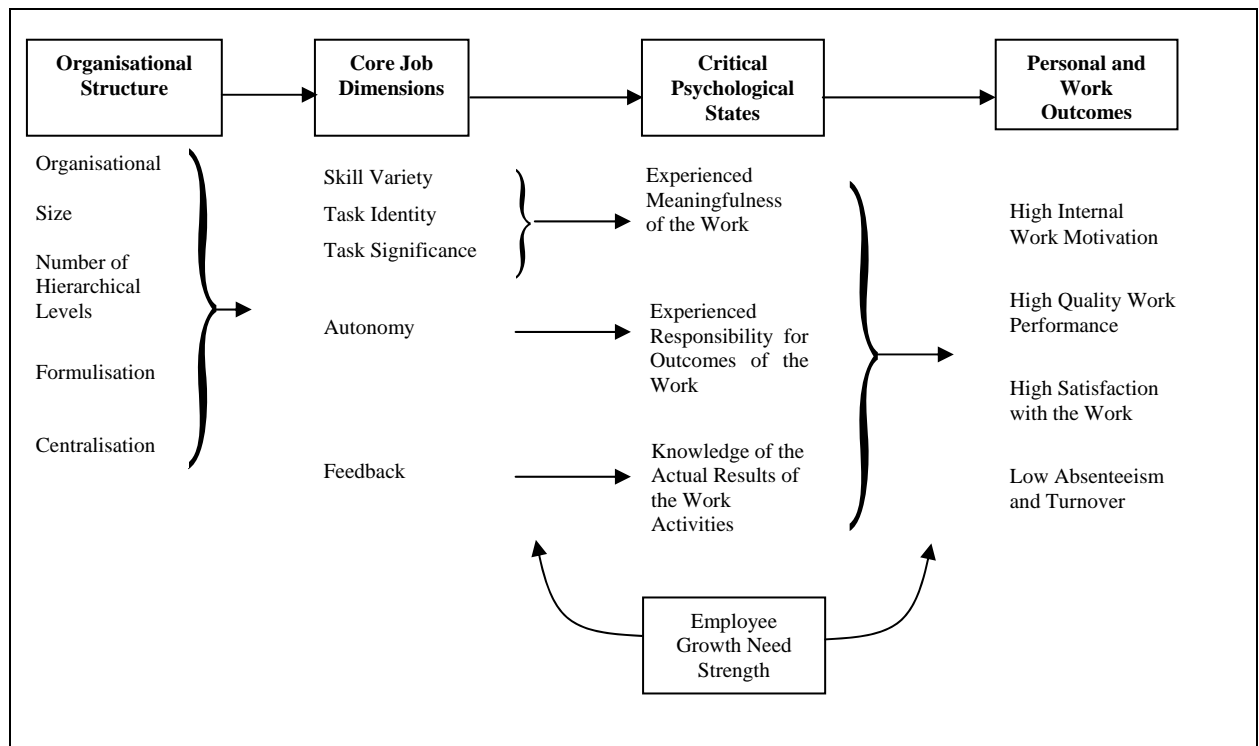 Organisational
Structure
Core Job
Dimensions
Critical
Psychological
States
Personal and
Work
Outcomes
Organisational
Size
Number of
Hierarchical
Levels
Formulisation
Centralisation
Skill Variety
Task Identity
Task Significance
Autonomy
Feedback
Experienced
Meaningfulness
of the Work
Experienced
Responsibility for
Outcomes of the
Work
Knowledge of the
Actual Results of
the Work
Activities
High Internal
Work Motivation
High Quality Work
Performance
High Satisfaction
with the Work
Low Absenteeism
and Turnover
Employee
Growth Need
Strength